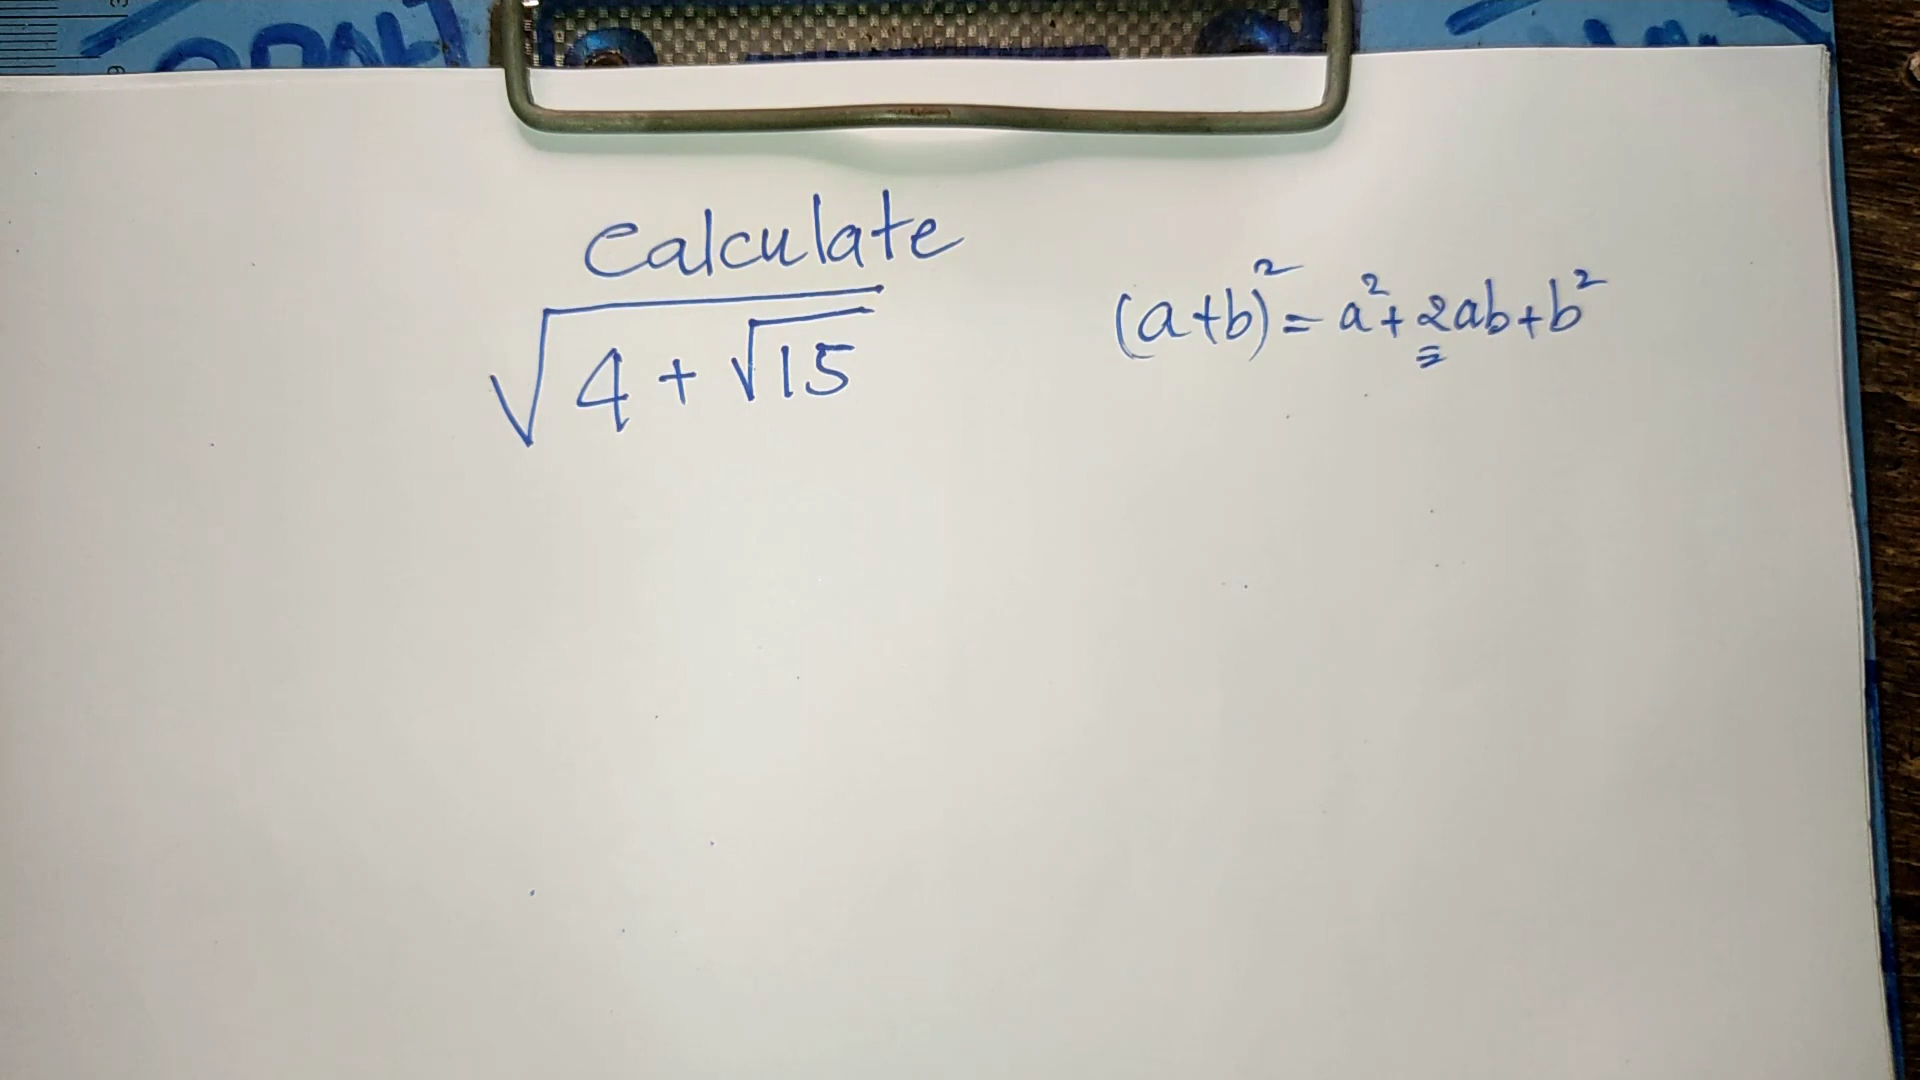 Calculate
√(4 + √15)
(a+b)² = a² + 2ab + b²